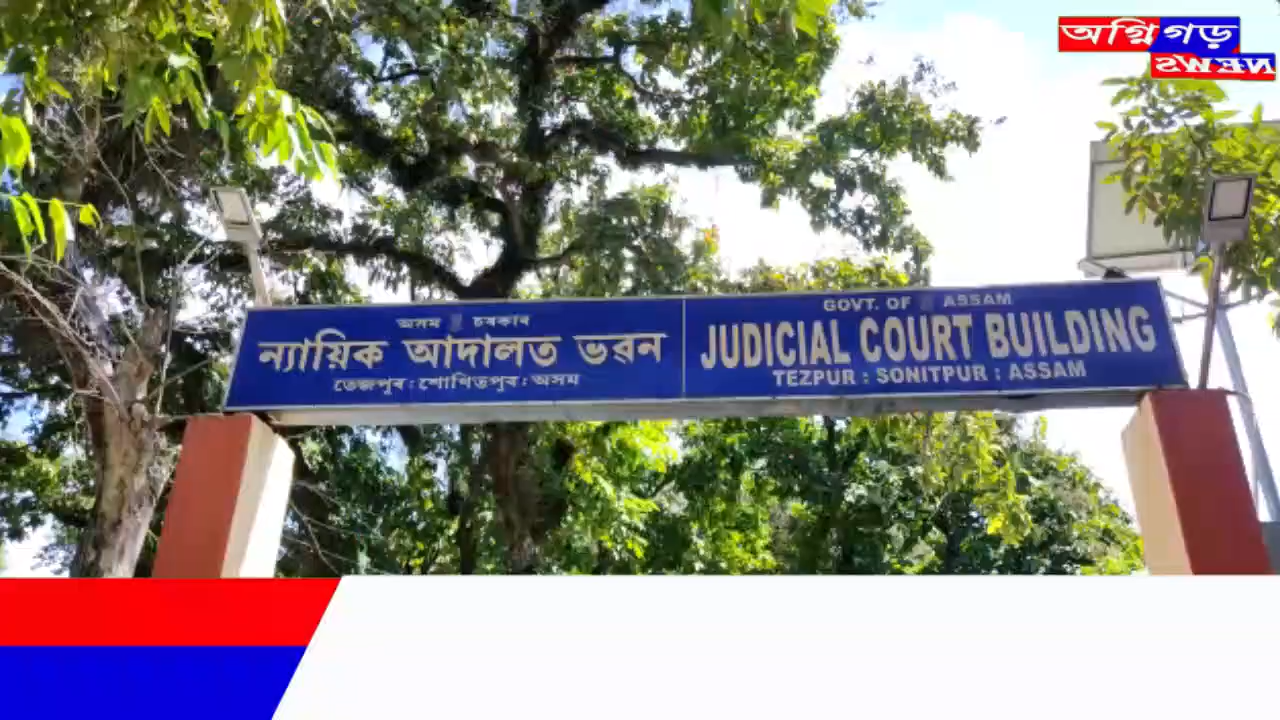 অগ্নিগড়
NEWS
অসম চৰকাৰ
ন্যায়িক আদালত ভৱন
তেজপুৰ : শোণিতপুৰ : অসম
GOVT. OF ASSAM
JUDICIAL COURT BUILDING
TEZPUR : SONITPUR : ASSAM